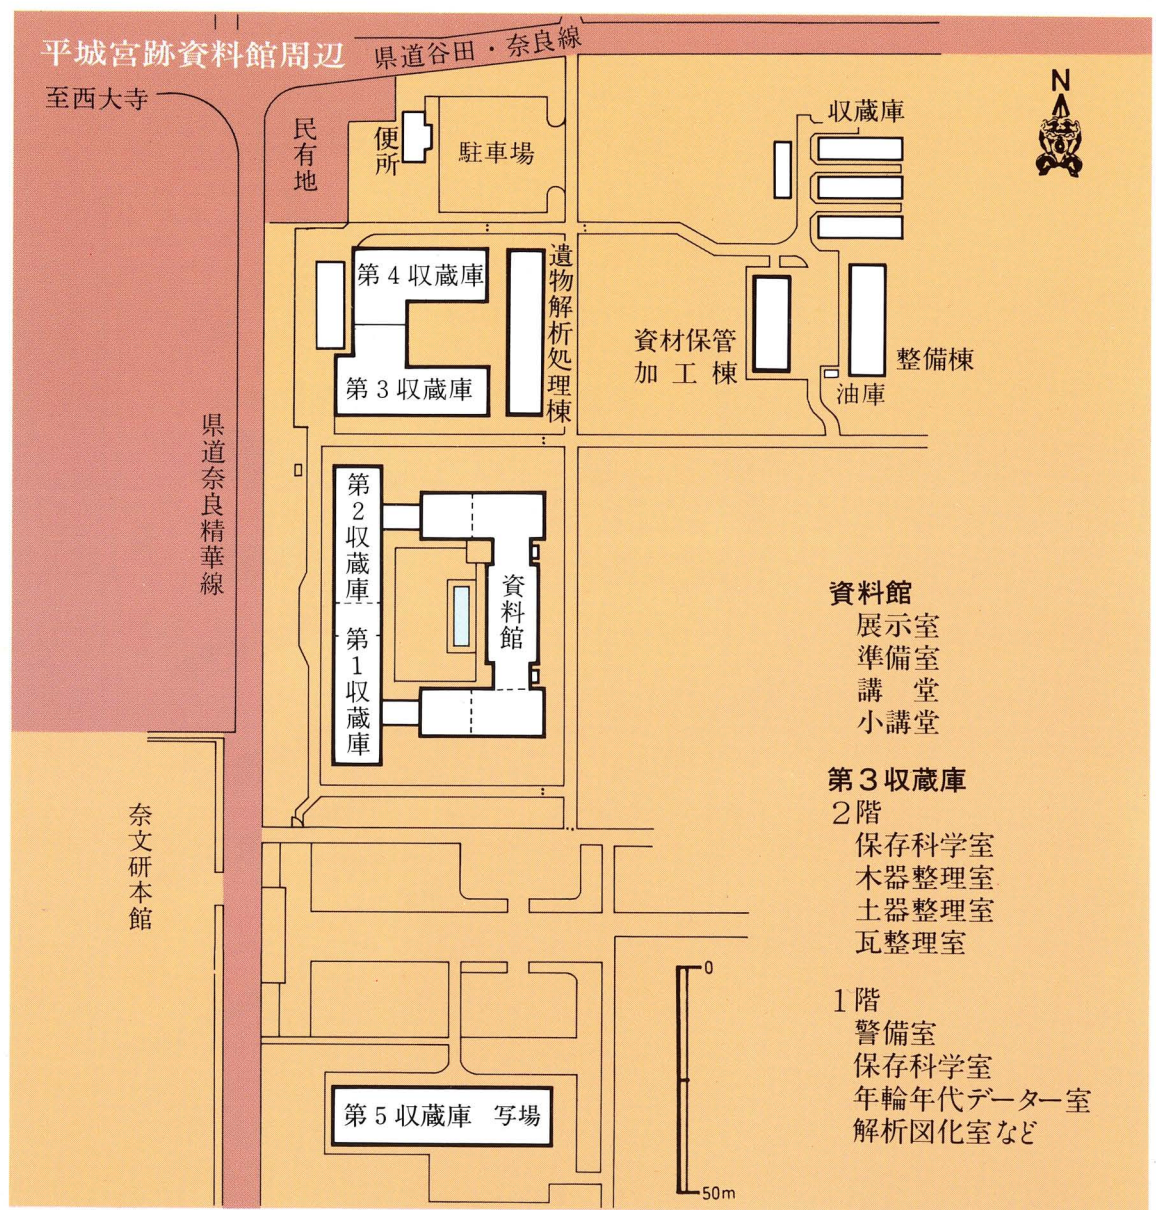 平城宮跡資料館周辺
県道谷田・奈良線
至西大寺
N
民有地
便所
駐車場
収蔵庫
第4収蔵庫
遺物解析処理棟
第3収蔵庫
資材保管
加工棟
整備棟
油庫
県道奈良精華線
第2収蔵庫
第1収蔵庫
資料館
奈文研本館
第5収蔵庫 写場
資料館
展示室
準備室
講 堂
小講堂
第3収蔵庫
2階
保存科学室
木器整理室
土器整理室
瓦整理室
1階
警備室
保存科学室
年輪年代データー室
解析図化室など
0
50m